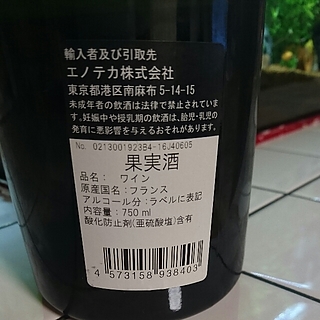 輸入者及び引取先
エノテカ株式会社
東京都港区南麻布 5-14-15
未成年者の飲酒は法律で禁止されていま
す。妊娠中や授乳期の飲酒は、胎児・乳児の
発育に悪影響を与えるおそれがあります。
No. 0213001923B4-16J40605
果実酒
品名: ワイン
原産国名:フランス
アルコール分:ラベルに表記
内容量:750 ml
酸化防止剤(亜硫酸塩)含有
4 573158 938403